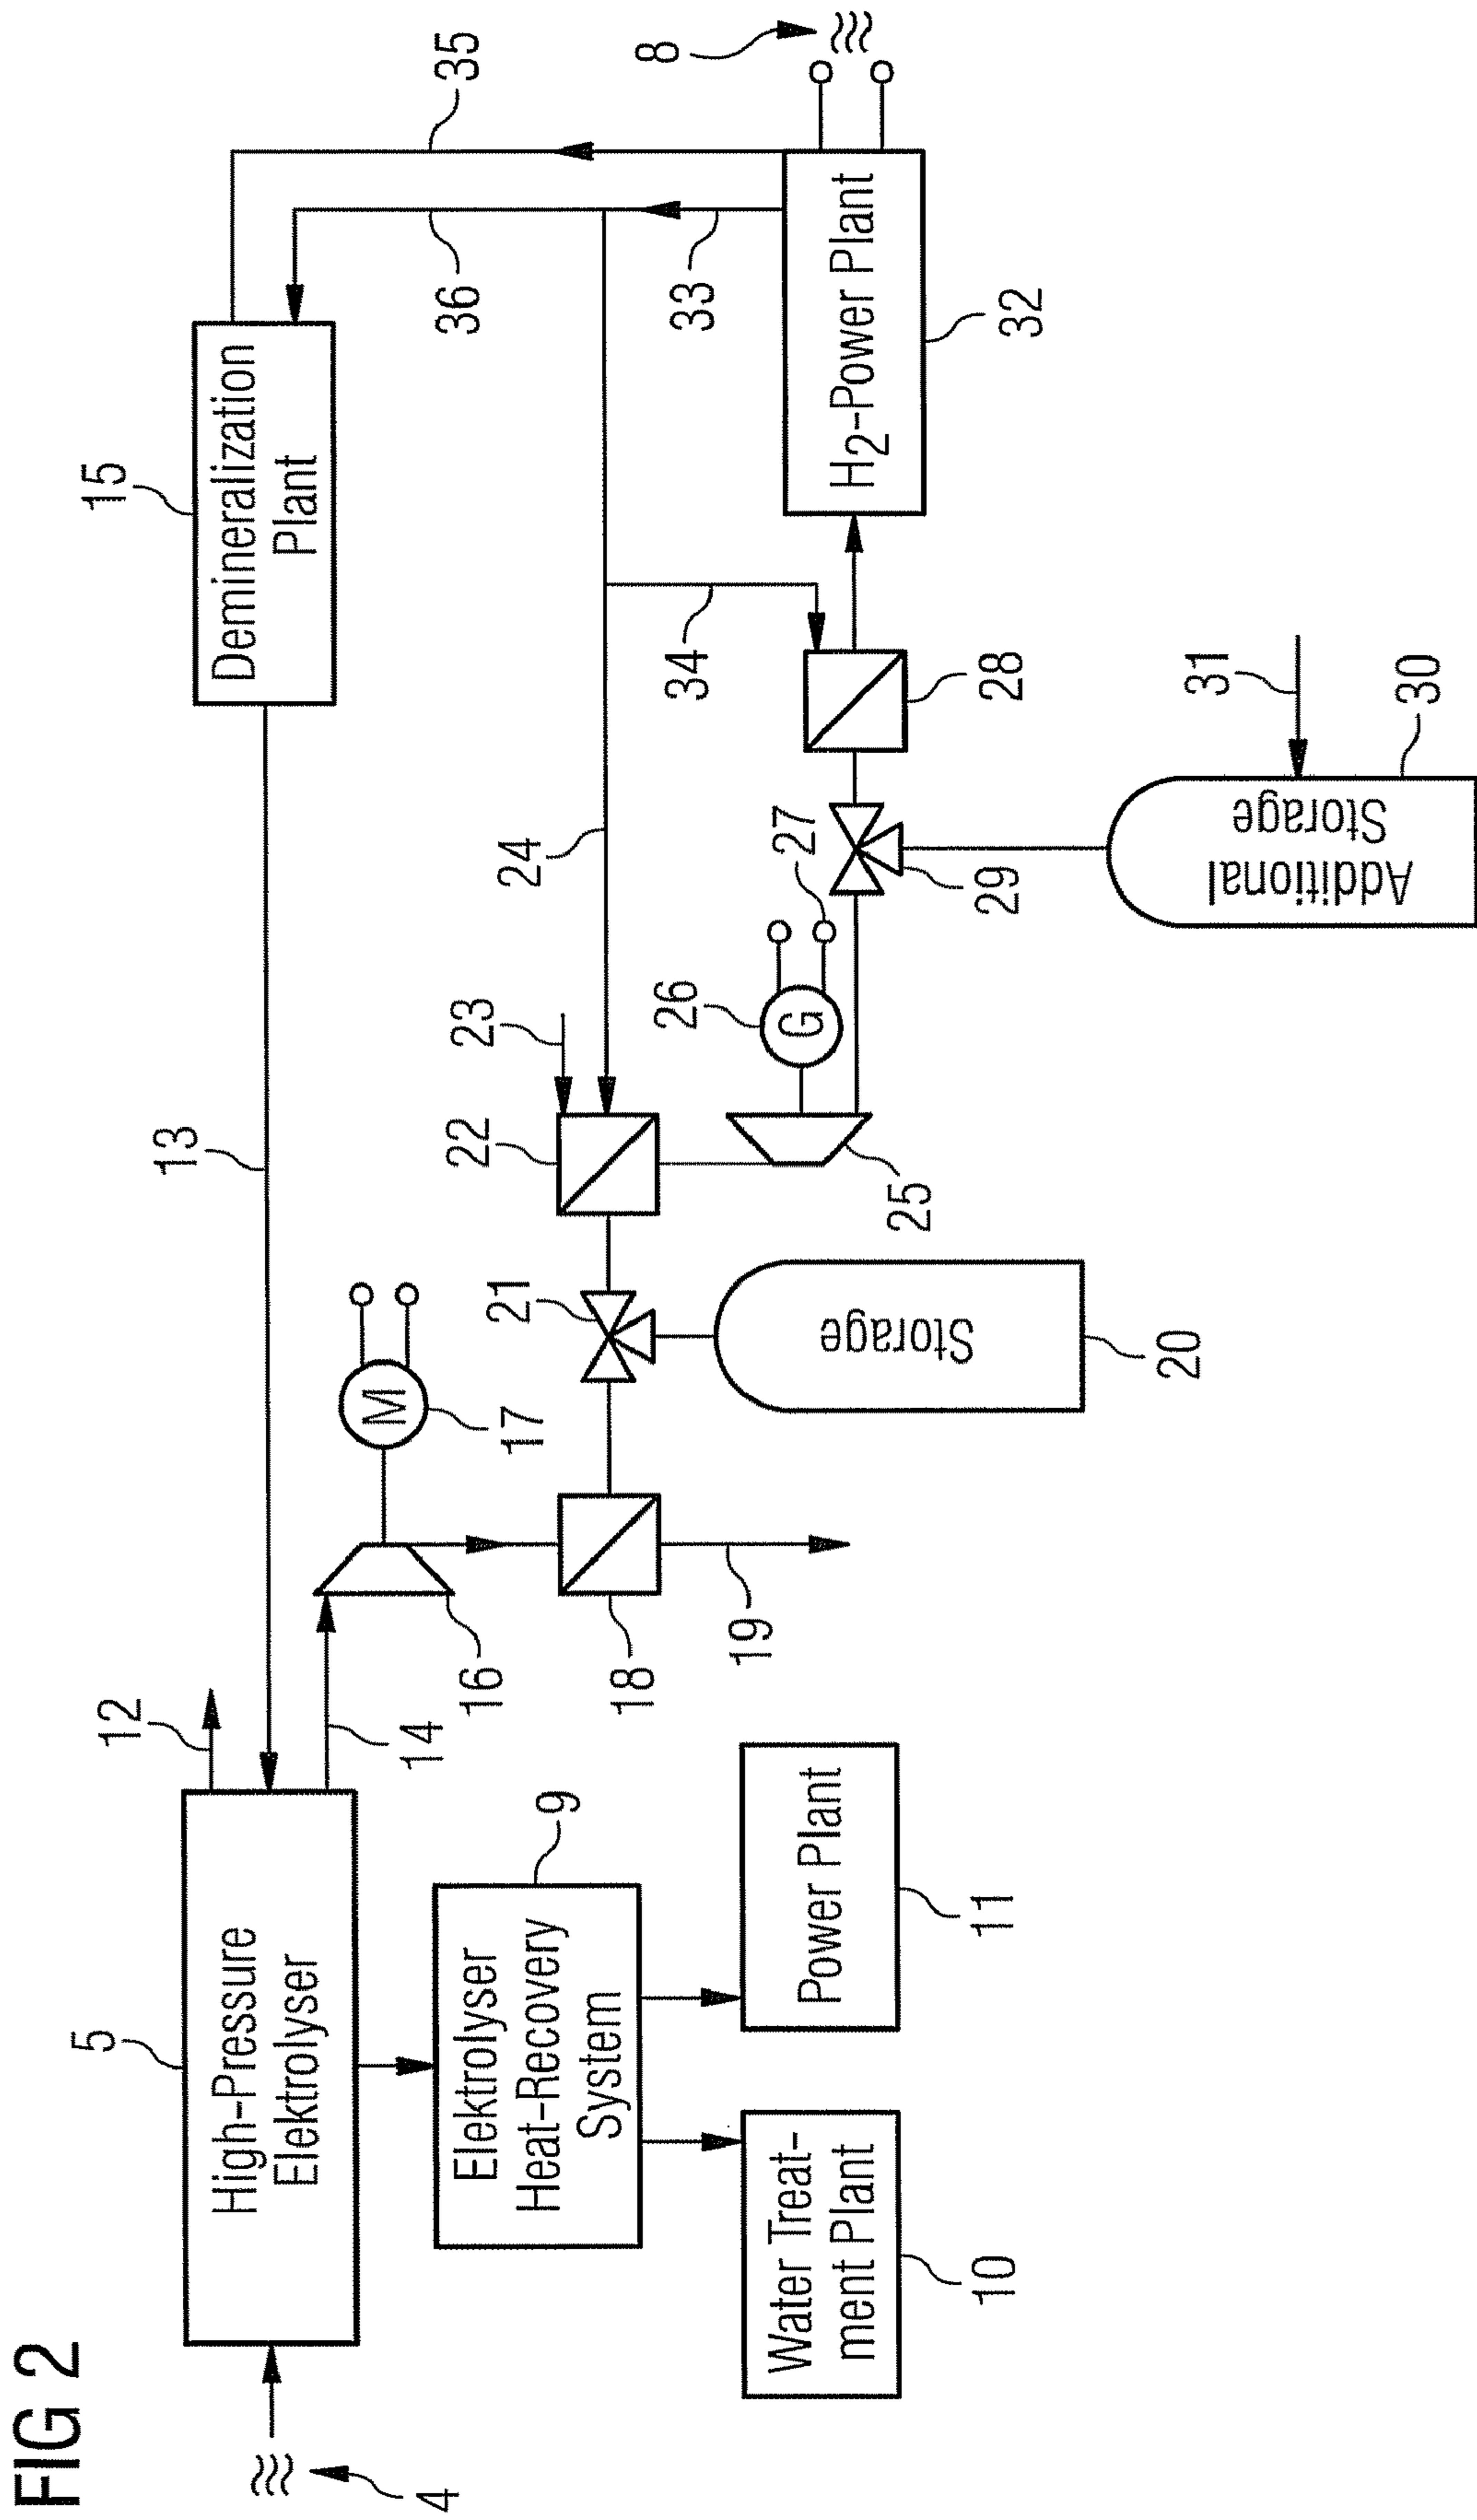 FIG 2
4
5
High-Pressure
Elektrolyser
12
13
14
15
Demineralization
Plant
35
36
33
8
H2-Power Plant
32
34
24
28
29
27
26
G
25
23
22
21
Storage
20
Additional
Storage
30
31
M
17
16
18
19
9
Elektrolyser
Heat-Recovery
System
Water Treat-
ment Plant
10
Power Plant
11